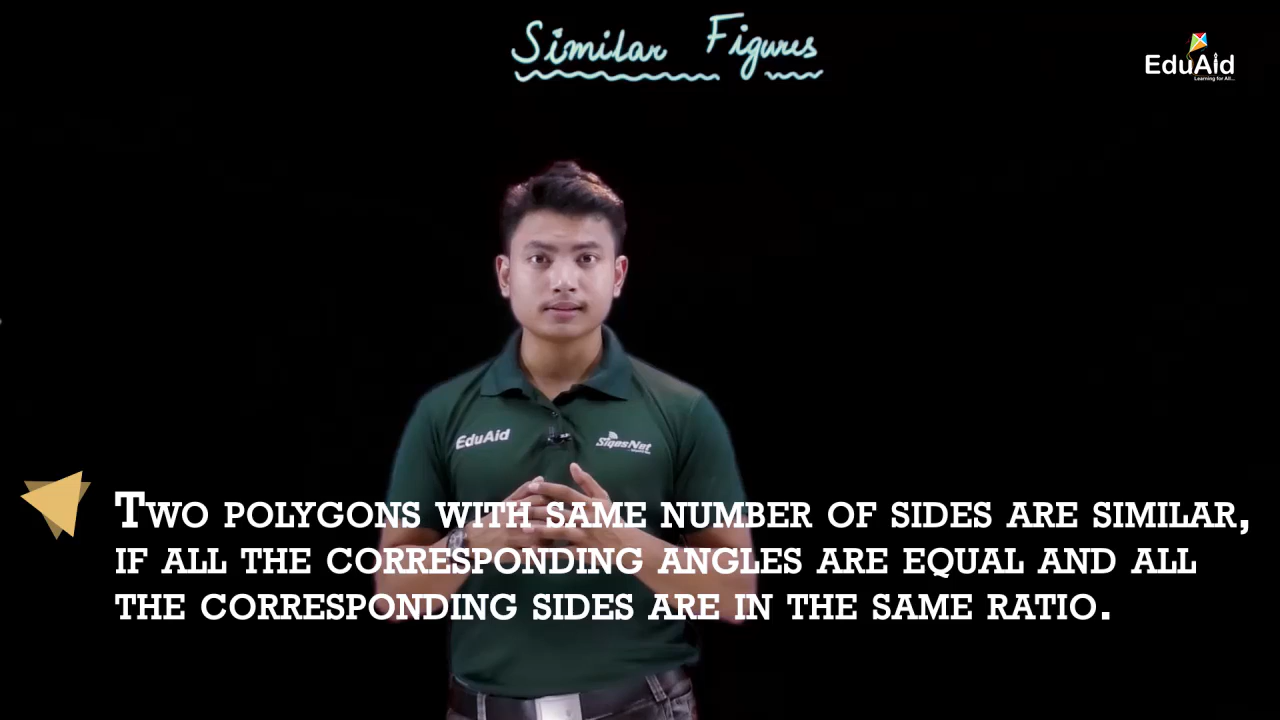 Similar Figures
EduAid
Learning for All...
EduAid
SiqesNet
TWO POLYGONS WITH SAME NUMBER OF SIDES ARE SIMILAR,
IF ALL THE CORRESPONDING ANGLES ARE EQUAL AND ALL
THE CORRESPONDING SIDES ARE IN THE SAME RATIO.